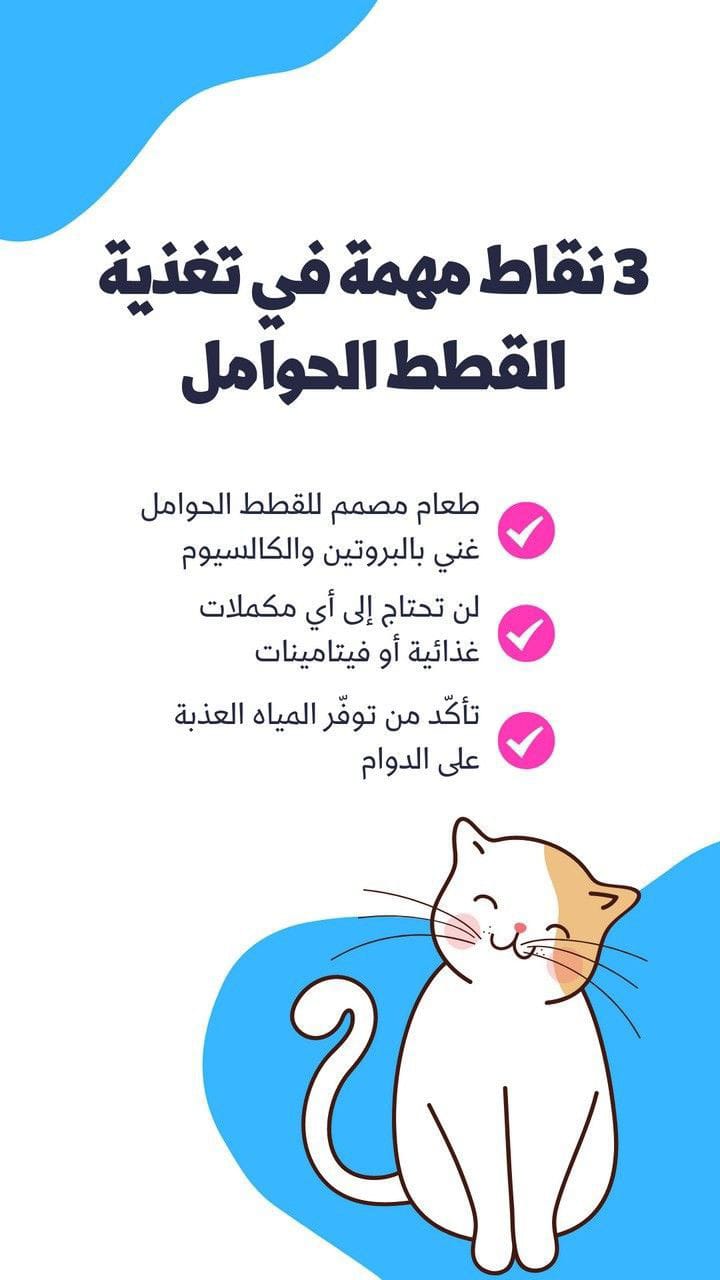 3 نقاط مهمة في تغذية
القطط الحوامل
طعام مصمم للقطط الحوامل
غني بالبروتين والكالسيوم
لن تحتاج إلى أي مكملات
غذائية أو فيتامينات
تأكّد من توفّر المياه العذبة
على الدوام